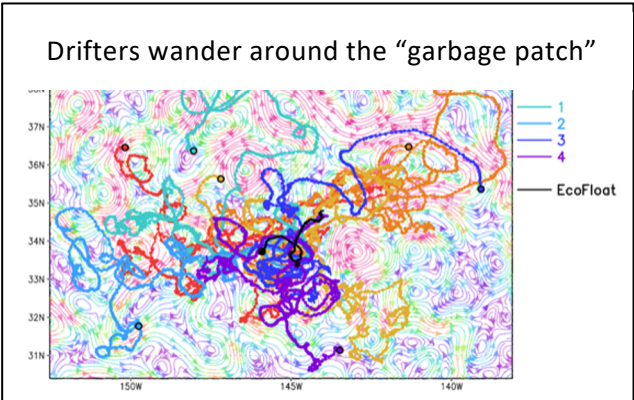 Drifters wander around the “garbage patch”
37N
36N
35N
34N
33N
32N
31N
150W 145W 140W
1
2
3
4
EcoFloat